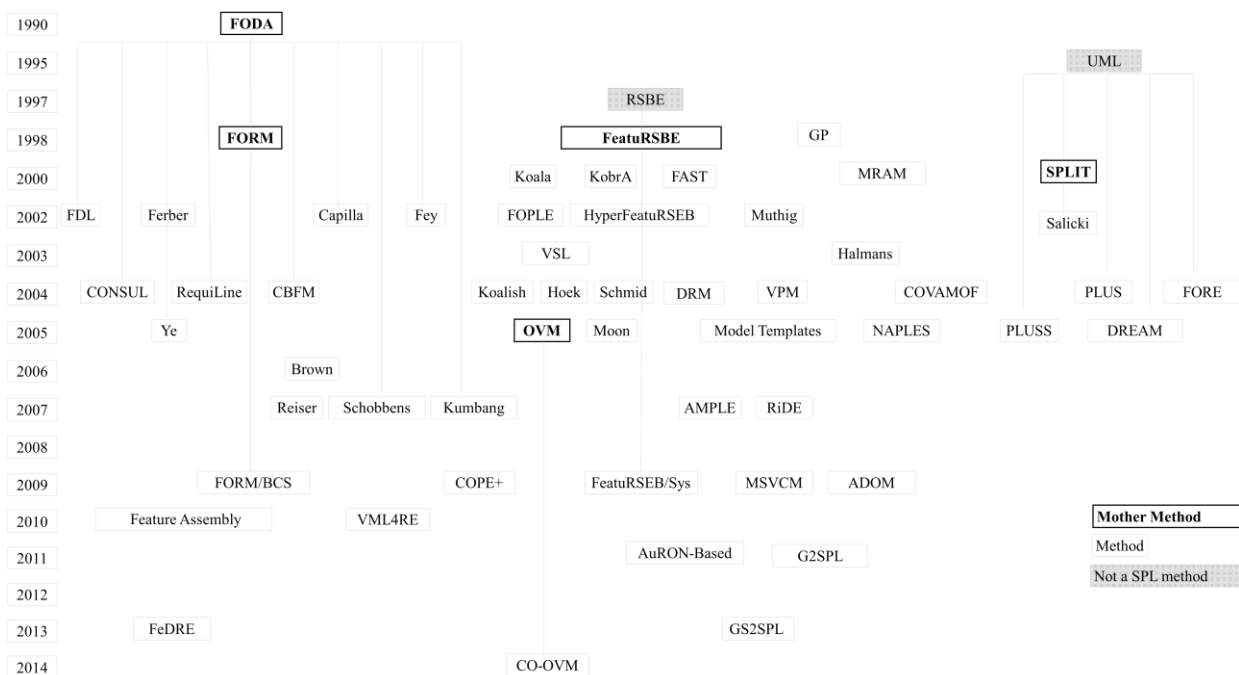 1990 FODA
1995 UML
1997 RSBE
1998 FORM FeatuRSBE GP
2000 Koala KobrA FAST MRAM SPLIT
2002 FDL Ferber Capilla Fey FOPLE HyperFeatuRSEB Muthig Salicki
2003 VSL Halmans
2004 CONSUL RequiLine CBFM Koalish Hoek Schmid DRM VPM COVAMOF PLUS FORE
2005 Ye OVM Moon Model Templates NAPLES PLUSS DREAM
2006 Brown
2007 Reiser Schobbens Kumbang AMPLE RiDE
2008
2009 FORM/BCS COPE+ FeatuRSEB/Sys MSVCM ADOM
2010 Feature Assembly VML4RE Mother Method
2011 AuRON-Based G2SPL Method
Not a SPL method
2012
2013 FeDRE GS2SPL
2014 CO-OVM